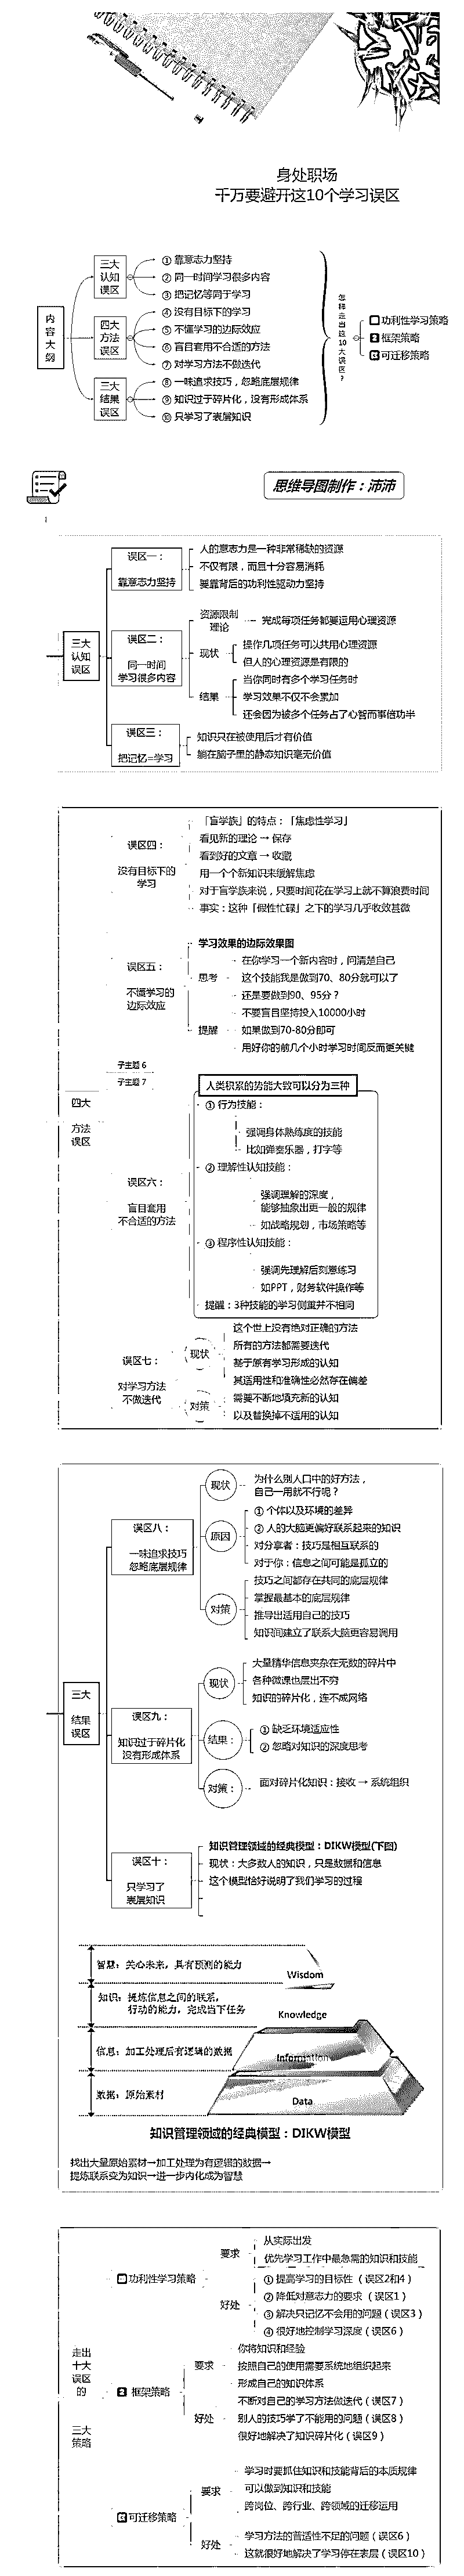 身处职场
千万要避开这10个学习误区
内容大纲
三大认知误区
① 靠意志力坚持
② 同一时间学习很多内容
③ 把记忆等同于学习
四大方法误区
④ 没有目标下的学习
⑤ 不懂学习的边际效应
⑥ 盲目套用不合适的方法
⑦ 对学习方法不做迭代
三大结果误区
⑧ 一味追求技巧，忽略底层规律
⑨ 知识过于碎片化，没有形成体系
⑩ 只学习了表层知识
怎样走出这10大误区？
1 功利性学习策略
2 框架策略
3 可迁移策略
思维导图制作：沛沛
三大
认知
误区
误区一：
靠意志力坚持
人的意志力是一种非常稀缺的资源
不仅有限，而且十分容易消耗
要靠背后的功利性驱动力坚持
误区二：
同一时间
学习很多内容
资源限制
理论
完成每项任务都要运用心理资源
现状
操作几项任务可以共用心理资源
但人的心理资源是有限的
结果
当你同时有多个学习任务时
学习效果不仅不会累加
还会因为被多个任务占了心智而事倍功半
误区三：
把记忆=学习
知识只在被使用后才有价值
躺在脑子里的静态知识毫无价值
四大
方法
误区
误区四：
没有目标下的
学习
「盲学族」的特点：「焦虑性学习」
看见新的理论 → 保存
看到好的文章 → 收藏
用一个个新知识来缓解焦虑
对于盲学族来说，只要时间花在学习上就不算浪费时间
事实：这种「假性忙碌」之下的学习几乎收效甚微
误区五：
不懂学习的
边际效应
学习效果的边际效果图
思考
在你学习一个新内容时，问清楚自己
这个技能我是做到70、80分就可以了
还是要做到90、95分？
提醒
不要盲目坚持投入10000小时
如果做到70-80分即可
用好你的前几个小时学习时间反而更关键
子主题 6
子主题 7
误区六：
盲目套用
不合适的方法
人类积累的势能大致可以分为三种
① 行为技能：
强调身体熟练度的技能
比如弹奏乐器，打字等
② 理解性认知技能：
强调理解的深度，
能够抽象出更一般的规律
如战略规划，市场策略等
③ 程序性认知技能：
强调先理解后刻意练习
如PPT，财务软件操作等
提醒：3种技能的学习侧重并不相同
误区七：
对学习方法
不做迭代
现状
这个世上没有绝对正确的方法
所有的方法都需要迭代
基于原有学习形成的认知
其适用性和准确性必然存在偏差
对策
需要不断地填充新的认知
以及替换掉不适用的认知
三大
结果
误区
误区八：
一味追求技巧
忽略底层规律
现状
为什么别人口中的好方法，
自己一用就不行呢？
原因
① 个体以及环境的差异
② 人的大脑更偏好联系起来的知识
对分享者：技巧是相互联系的
对于你：信息之间可能是孤立的
对策
技巧之间都存在共同的底层规律
掌握最基本的底层规律
推导出适用自己的技巧
知识间建立了联系大脑更容易调用
误区九：
知识过于碎片化
没有形成体系
现状
大量精华信息夹杂在无数的碎片中
各种微课也层出不穷
知识的碎片化，连不成网络
结果：
① 缺乏环境适应性
② 忽略对知识的深度思考
对策：
面对碎片化知识：接收 → 系统组织
误区十：
只学习了
表层知识
知识管理领域的经典模型：DIKW模型(下图)
现状：大多数人的知识，只是数据和信息
这个模型恰好说明了我们学习的过程
智慧：关心未来，具有预测的能力
知识：提炼信息之间的联系，
行动的能力，完成当下任务
信息：加工处理后有逻辑的数据
数据：原始素材
Wisdom
Knowledge
Information
Data
知识管理领域的经典模型：DIKW模型
找出大量原始素材→加工处理为有逻辑的数据→
提炼联系变为知识→进一步内化成为智慧
走出
十大
误区
的
三大
策略
1 功利性学习策略
要求
从实际出发
优先学习工作中最急需的知识和技能
好处
① 提高学习的目标性（误区2和4）
② 降低对意志力的要求（误区1）
③ 解决只记忆不会用的问题（误区3）
④ 很好地控制学习深度（误区6）
2 框架策略
要求
你将知识和经验
按照自己的使用需要系统地组织起来
形成自己的知识体系
好处
不断对自己的学习方法做迭代（误区7）
别人的技巧学了不能用的问题（误区8）
很好地解决了知识碎片化（误区9）
3 可迁移策略
要求
学习时要抓住知识和技能背后的本质规律
可以做到知识和技能
跨岗位、跨行业、跨领域的迁移运用
好处
学习方法的普适性不足的问题（误区6）
这就很好地解决了学习停在表层（误区10）